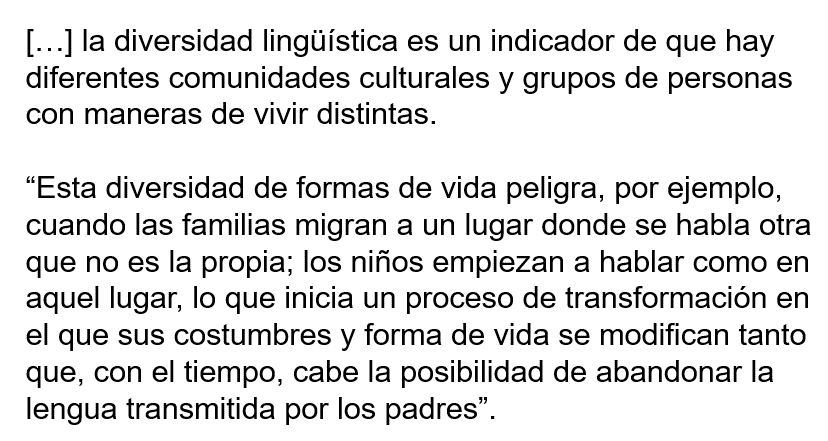 […] la diversidad lingüística es un indicador de que hay
diferentes comunidades culturales y grupos de personas
con maneras de vivir distintas.
“Esta diversidad de formas de vida peligra, por ejemplo,
cuando las familias migran a un lugar donde se habla otra
que no es la propia; los niños empiezan a hablar como en
aquel lugar, lo que inicia un proceso de transformación en
el que sus costumbres y forma de vida se modifican tanto
que, con el tiempo, cabe la posibilidad de abandonar la
lengua transmitida por los padres”.